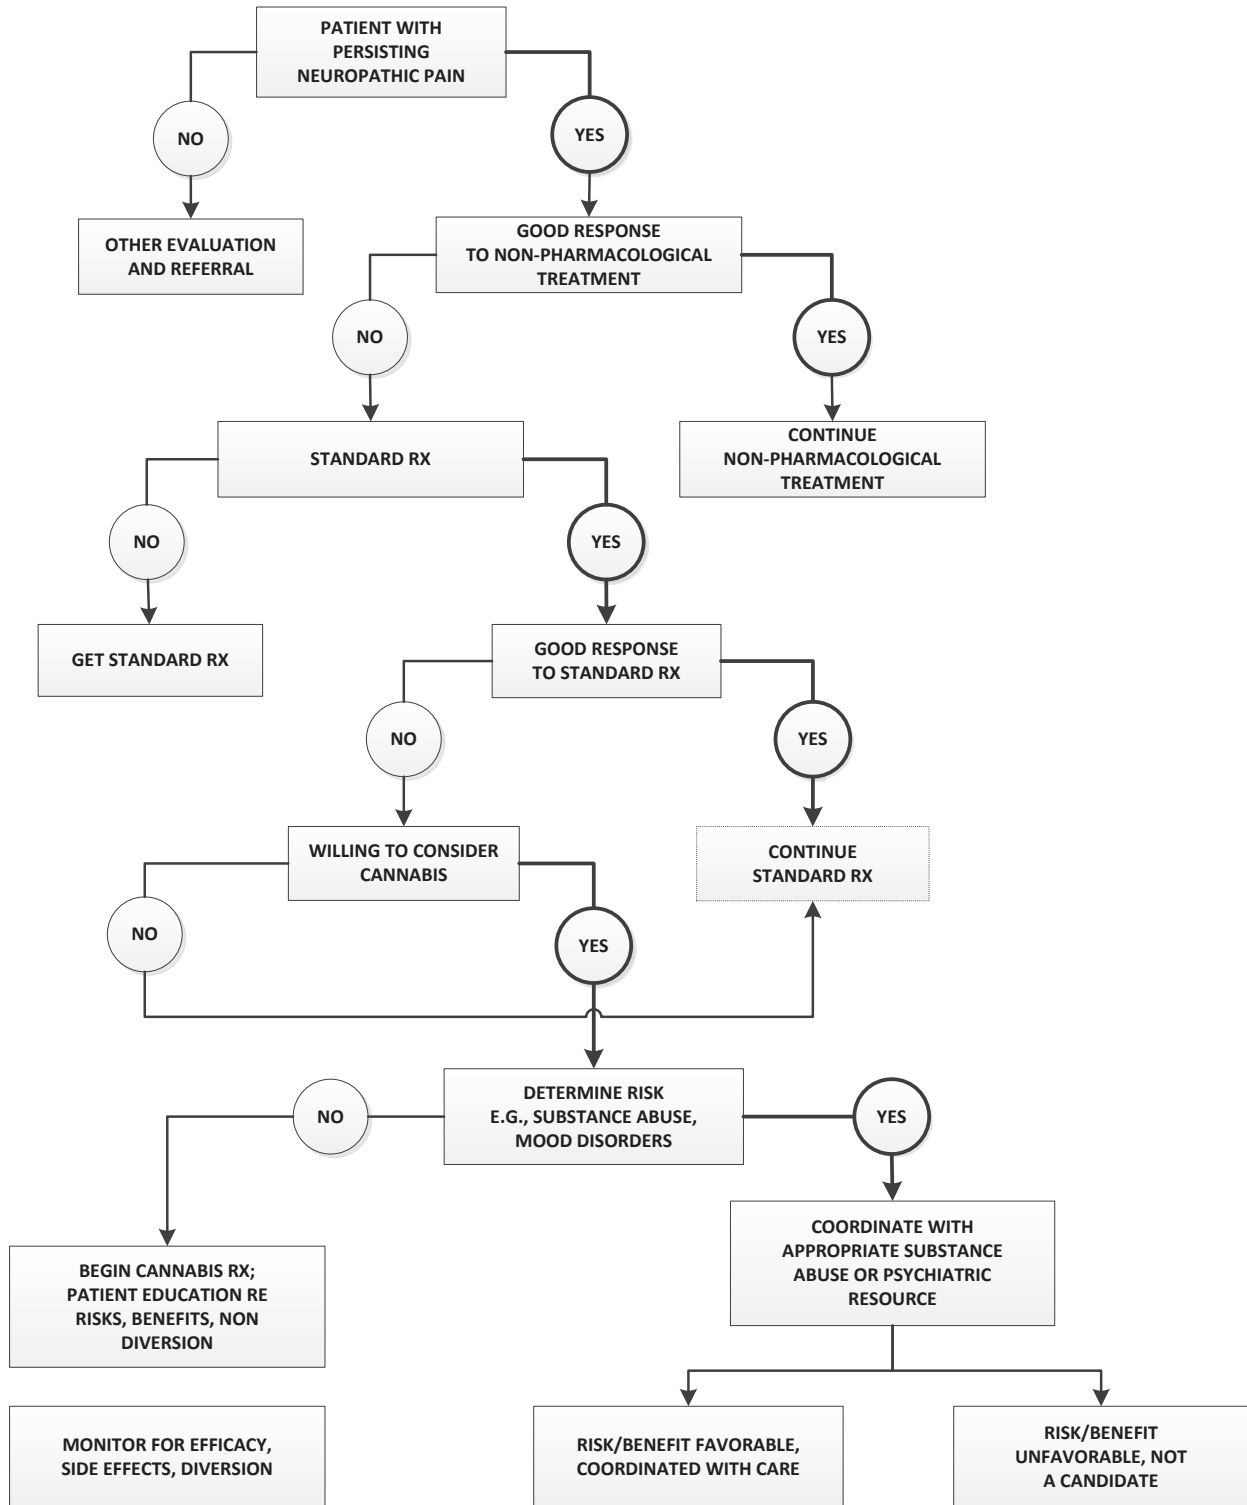 PATIENT WITH
PERSISTING
NEUROPATHIC PAIN
NO
YES
OTHER EVALUATION
AND REFERRAL
GOOD RESPONSE
TO NON-PHARMACOLOGICAL
TREATMENT
NO
YES
STANDARD RX
CONTINUE
NON-PHARMACOLOGICAL
TREATMENT
NO
YES
GET STANDARD RX
GOOD RESPONSE
TO STANDARD RX
NO
YES
WILLING TO CONSIDER
CANNABIS
CONTINUE
STANDARD RX
NO
YES
DETERMINE RISK
E.G., SUBSTANCE ABUSE,
MOOD DISORDERS
NO
YES
BEGIN CANNABIS RX;
PATIENT EDUCATION RE
RISKS, BENEFITS, NON
DIVERSION
COORDINATE WITH
APPROPRIATE SUBSTANCE
ABUSE OR PSYCHIATRIC
RESOURCE
MONITOR FOR EFFICACY,
SIDE EFFECTS, DIVERSION
RISK/BENEFIT FAVORABLE,
COORDINATED WITH CARE
RISK/BENEFIT
UNFAVORABLE, NOT
A CANDIDATE